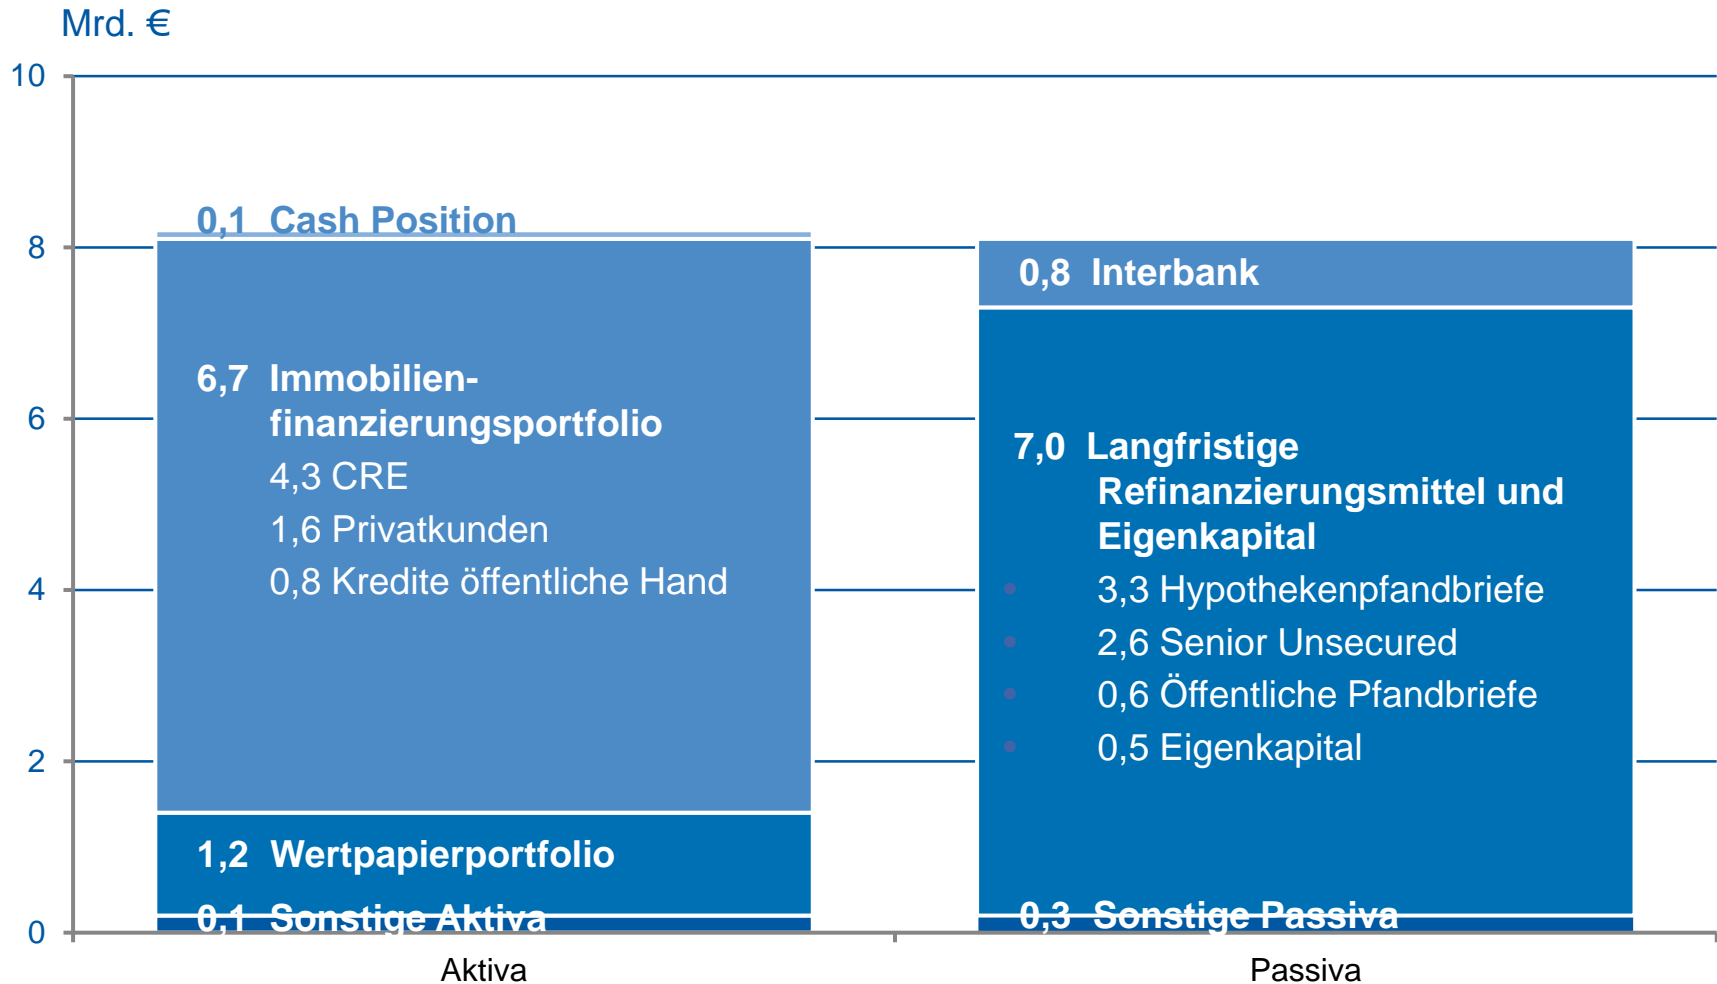 Mrd. €
10
8
6
4
2
0
0,1 Cash Position
6,7 Immobilien-
finanzierungsportfolio
4,3 CRE
1,6 Privatkunden
0,8 Kredite öffentliche Hand
1,2 Wertpapierportfolio
0,1 Sonstige Aktiva
0,8 Interbank
7,0 Langfristige
Refinanzierungsmittel und
Eigenkapital
• 3,3 Hypothekenpfandbriefe
• 2,6 Senior Unsecured
• 0,6 Öffentliche Pfandbriefe
• 0,5 Eigenkapital
0,3 Sonstige Passiva
Aktiva
Passiva